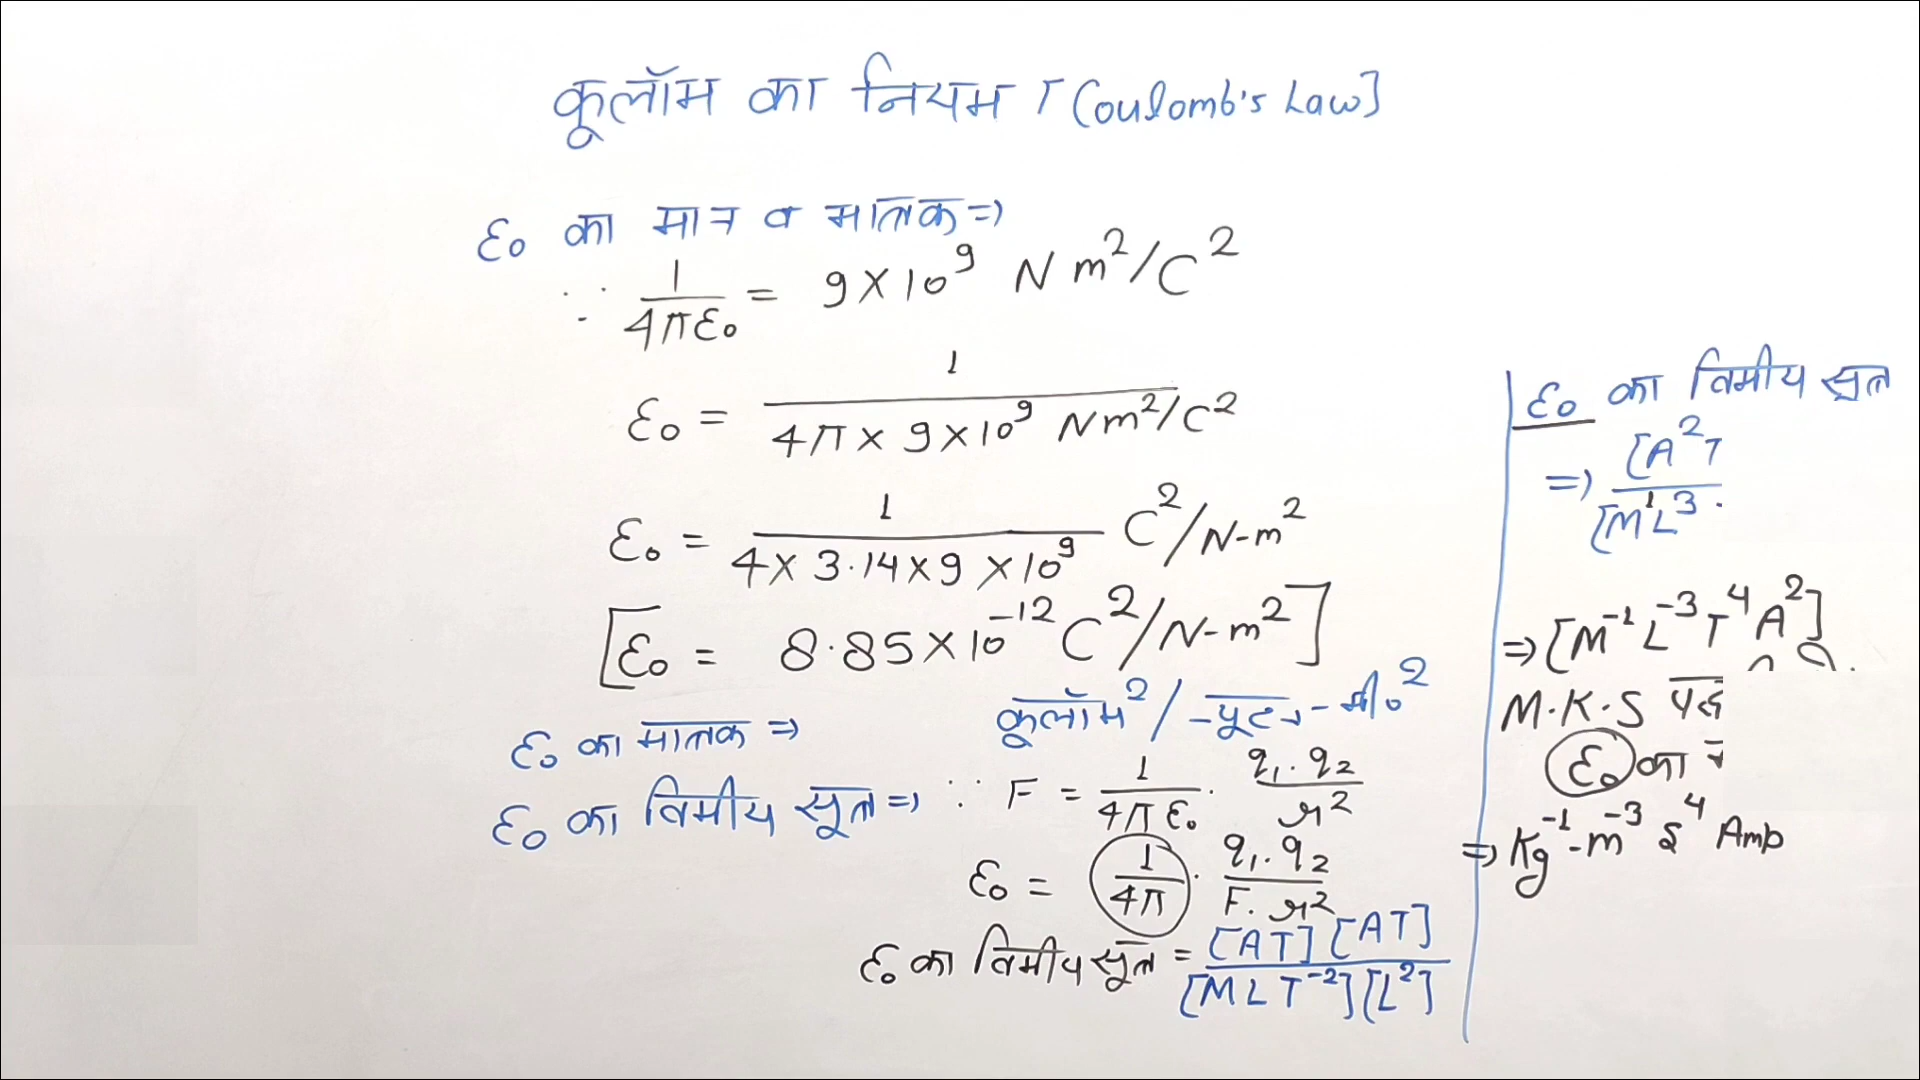 कूलॉम का नियम [Coulomb's Law]
ε₀ का मान व मात्रक ⇒
∵ 1/4πε₀ = 9×10⁹ N m²/C²
ε₀ = 1/4π × 9×10⁹ Nm²/C²
ε₀ = 1/4×3.14×9×10⁹ C²/N-m²
[ε₀ = 8.85×10⁻¹² C²/N-m²]
ε₀ का मात्रक ⇒ कूलॉम²/न्यूटन-मी०²
ε₀ का विमीय सूत्र ⇒ ∵ F = 1/4πε₀ . q₁.q₂/r²
ε₀ = 1/4π . q₁.q₂/F.r²
ε₀ का विमीय सूत्र = [AT][AT]/[MLT⁻²][L²]
ε₀ का विमीय सूत्र
⇒ [A²T/[M¹L³
⇒ [M⁻¹L⁻³T⁴A²]
M.K.S
ε₀ का
⇒ Kg⁻¹-m⁻³ s⁴ Amp